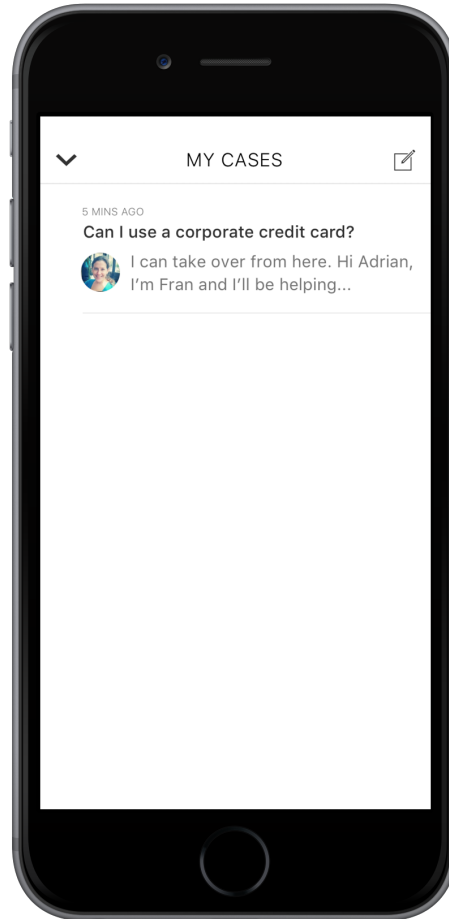 MY CASES
5 MINS AGO
Can I use a corporate credit card?
I can take over from here. Hi Adrian,
I’m Fran and I’ll be helping...